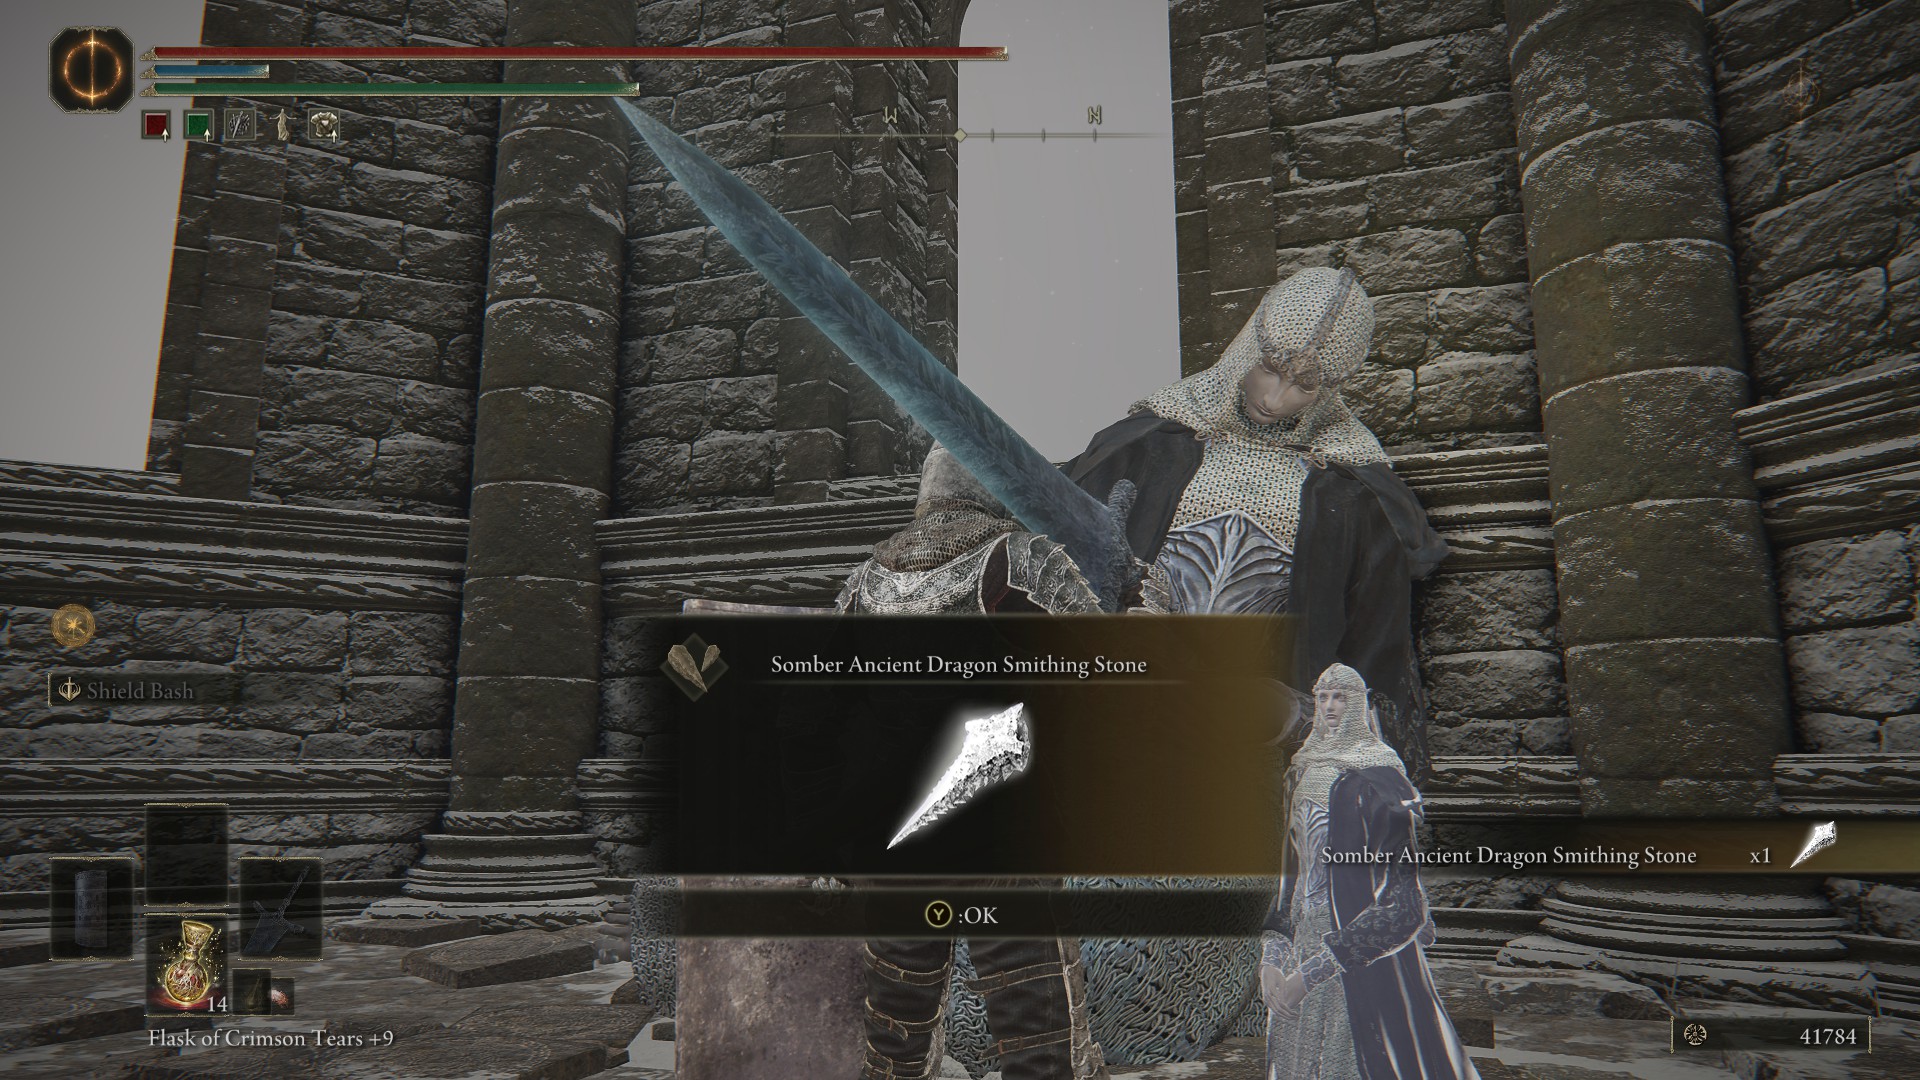 W
N
Shield Bash
Somber Ancient Dragon Smithing Stone
Somber Ancient Dragon Smithing Stone x1
Y :OK
14
Flask of Crimson Tears +9
41784